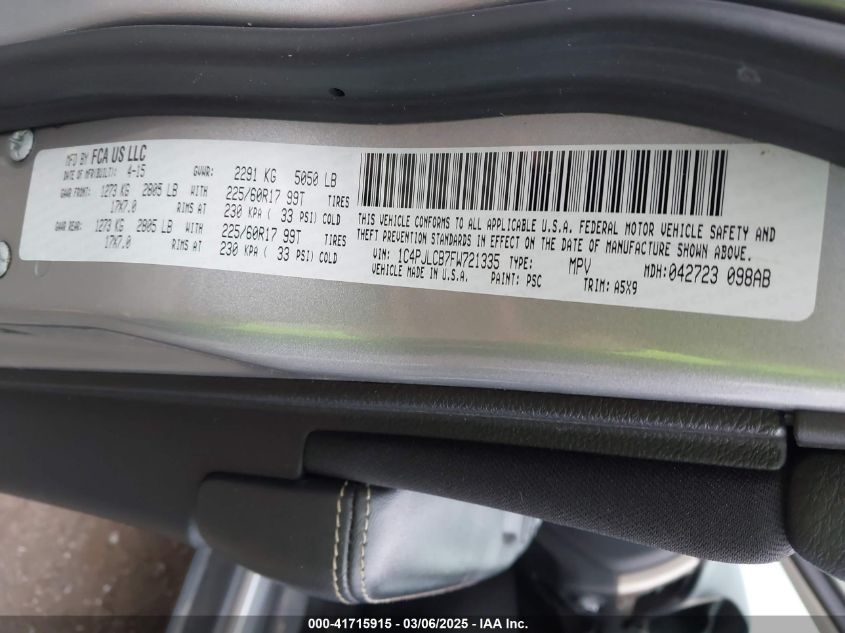 MFD BY FCA US LLC
DATE OF MFR(BUILT): 4-15 GVWR: 2291 KG 5050 LB
GAWR FRONT: 1273 KG 2805 LB WITH 225/60R17 99T TIRES
17X7.0 RIMS AT 230 KPA ( 33 PSI) COLD
GAWR REAR: 1273 KG 2805 LB WITH 225/60R17 99T TIRES
17X7.0 RIMS AT 230 KPA ( 33 PSI) COLD
THIS VEHICLE CONFORMS TO ALL APPLICABLE U.S.A. FEDERAL MOTOR VEHICLE SAFETY AND
THEFT PREVENTION STANDARDS IN EFFECT ON THE DATE OF MANUFACTURE SHOWN ABOVE.
VIN: 1C4PJLCB7FW721335 TYPE: MPV MDH: 042723 098AB
VEHICLE MADE IN U.S.A. PAINT: PSC TRIM: A5X9
000-41715915 - 03/06/2025 - IAA Inc.